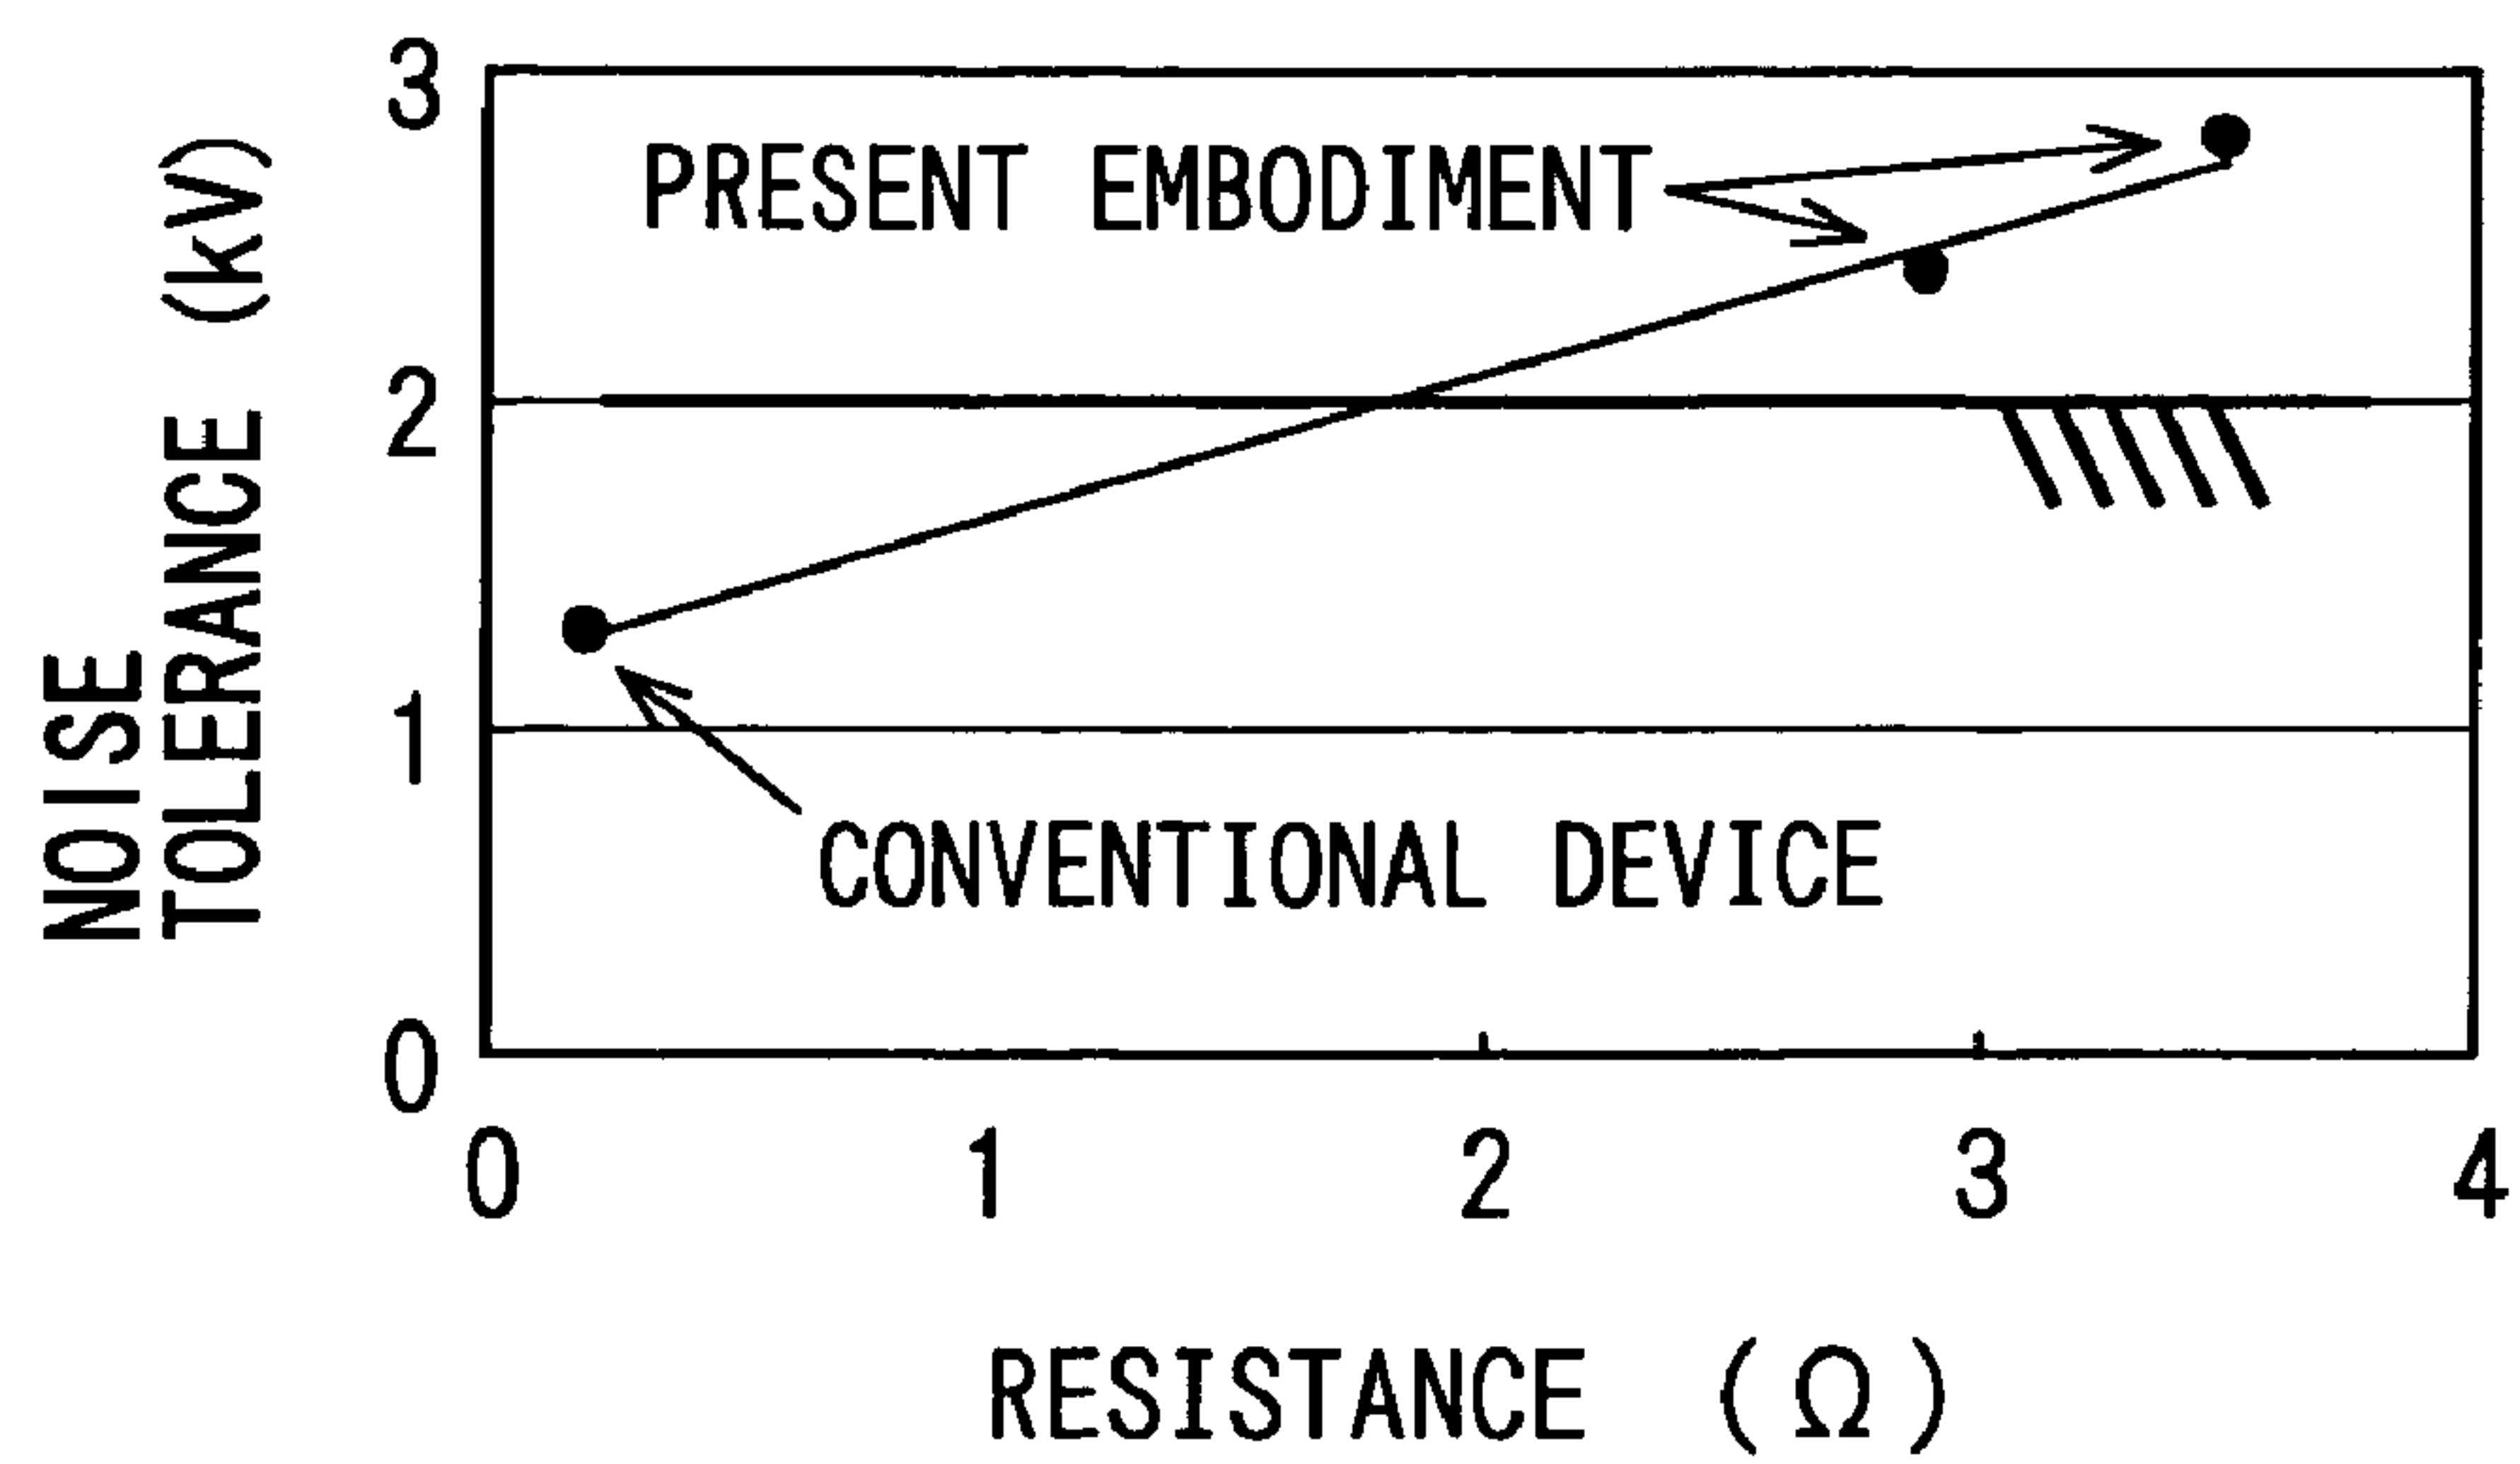 3
PRESENT EMBODIMENT
2
1
CONVENTIONAL DEVICE
0
NOISE
TOLERANCE (kV)
0 1 2 3 4
RESISTANCE (Ω)